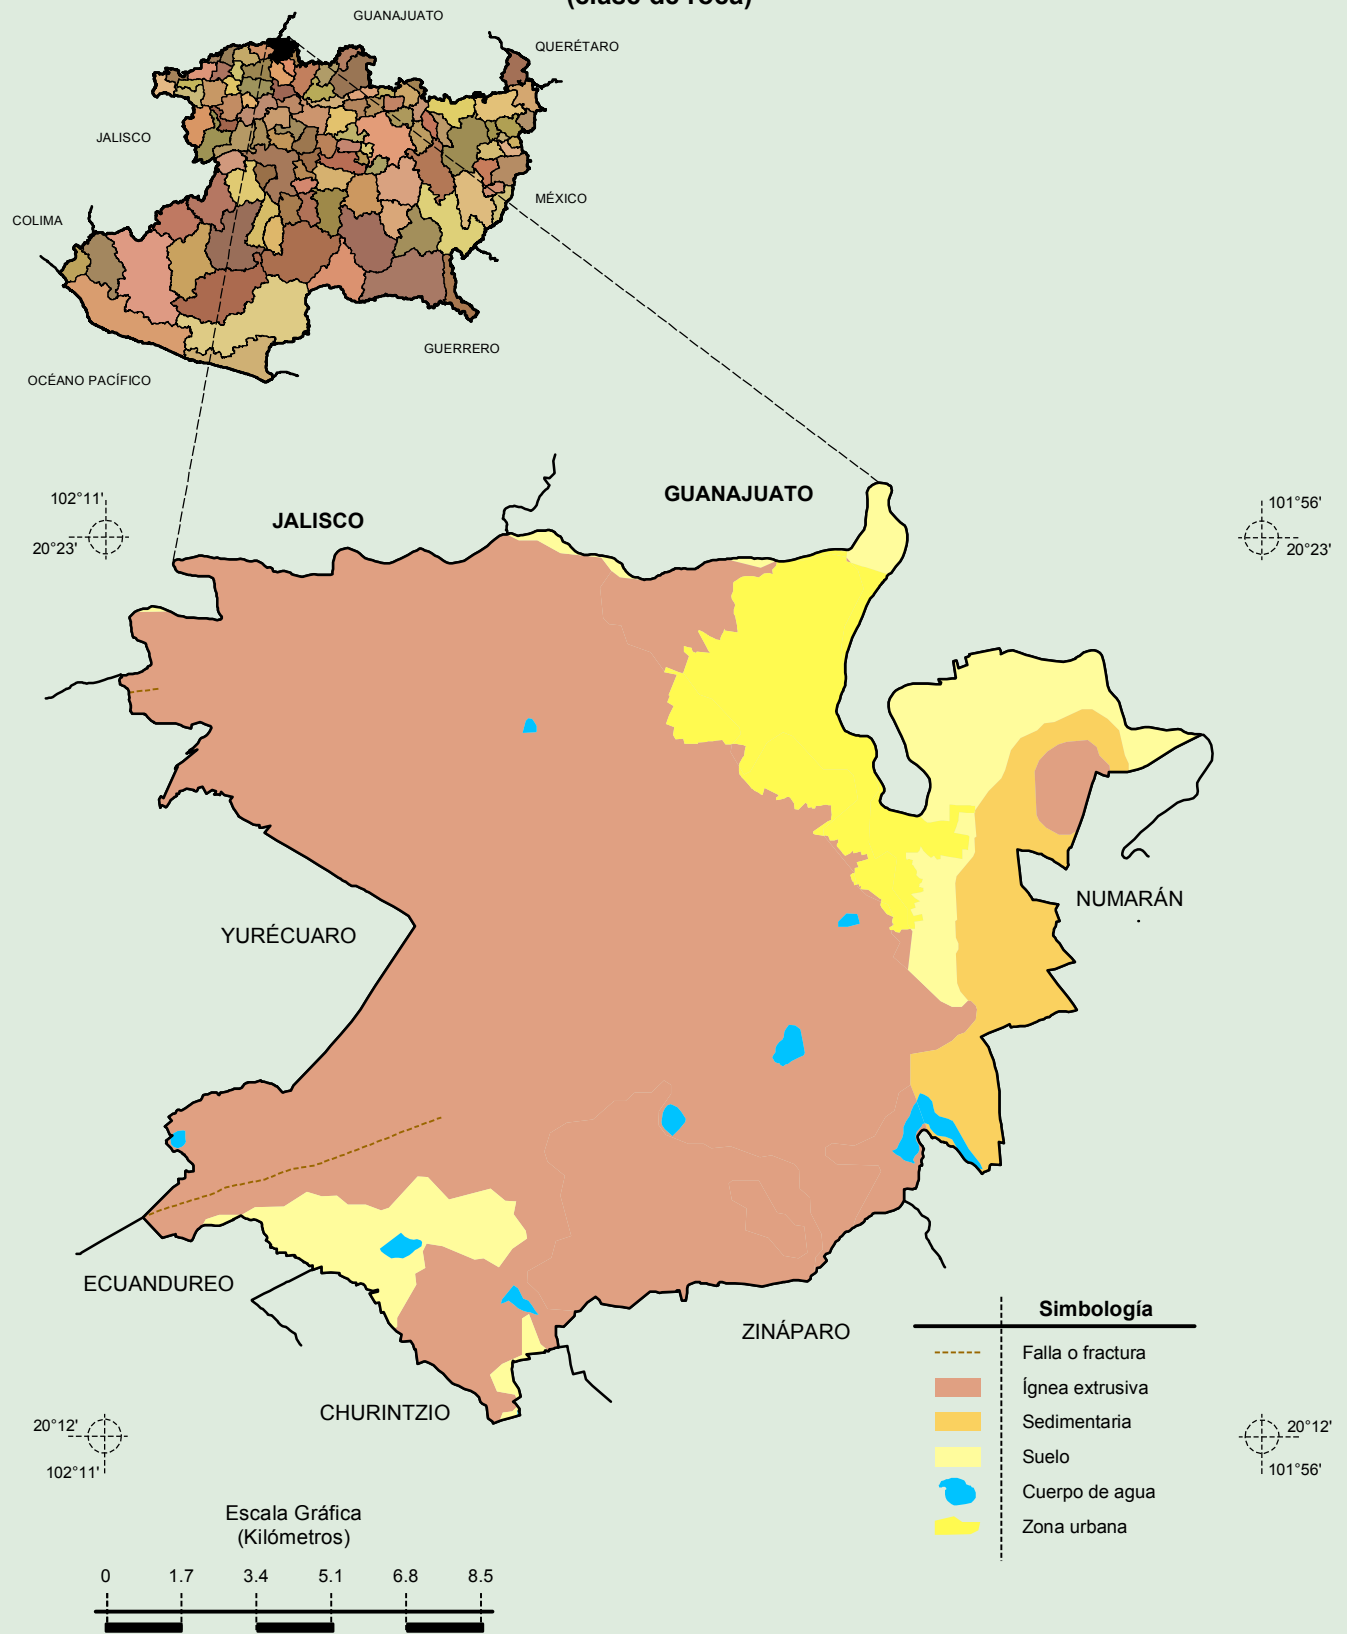 (clase de roca)
GUANAJUATO
QUERÉTARO
JALISCO
MÉXICO
COLIMA
GUERRERO
OCÉANO PACÍFICO
102°11'
20°23'
JALISCO
GUANAJUATO
101°56'
20°23'
NUMARÁN
YURÉCUARO
ECUANDUREO
ZINÁPARO
CHURINTZIO
20°12'
102°11'
20°12'
101°56'
Simbología
Falla o fractura
Ígnea extrusiva
Sedimentaria
Suelo
Cuerpo de agua
Zona urbana
Escala Gráfica
(Kilómetros)
0 1.7 3.4 5.1 6.8 8.5